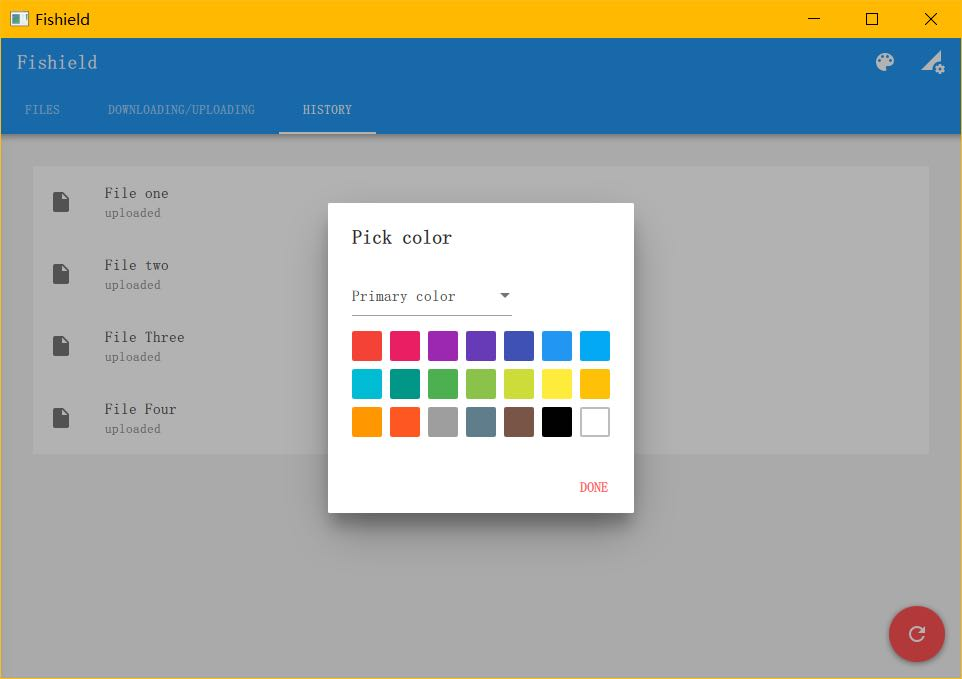 Fishield
Fishield
FILES DOWNLOADING/UPLOADING HISTORY
File one
uploaded
File two
uploaded
File Three
uploaded
File Four
uploaded
Pick color
Primary color
DONE